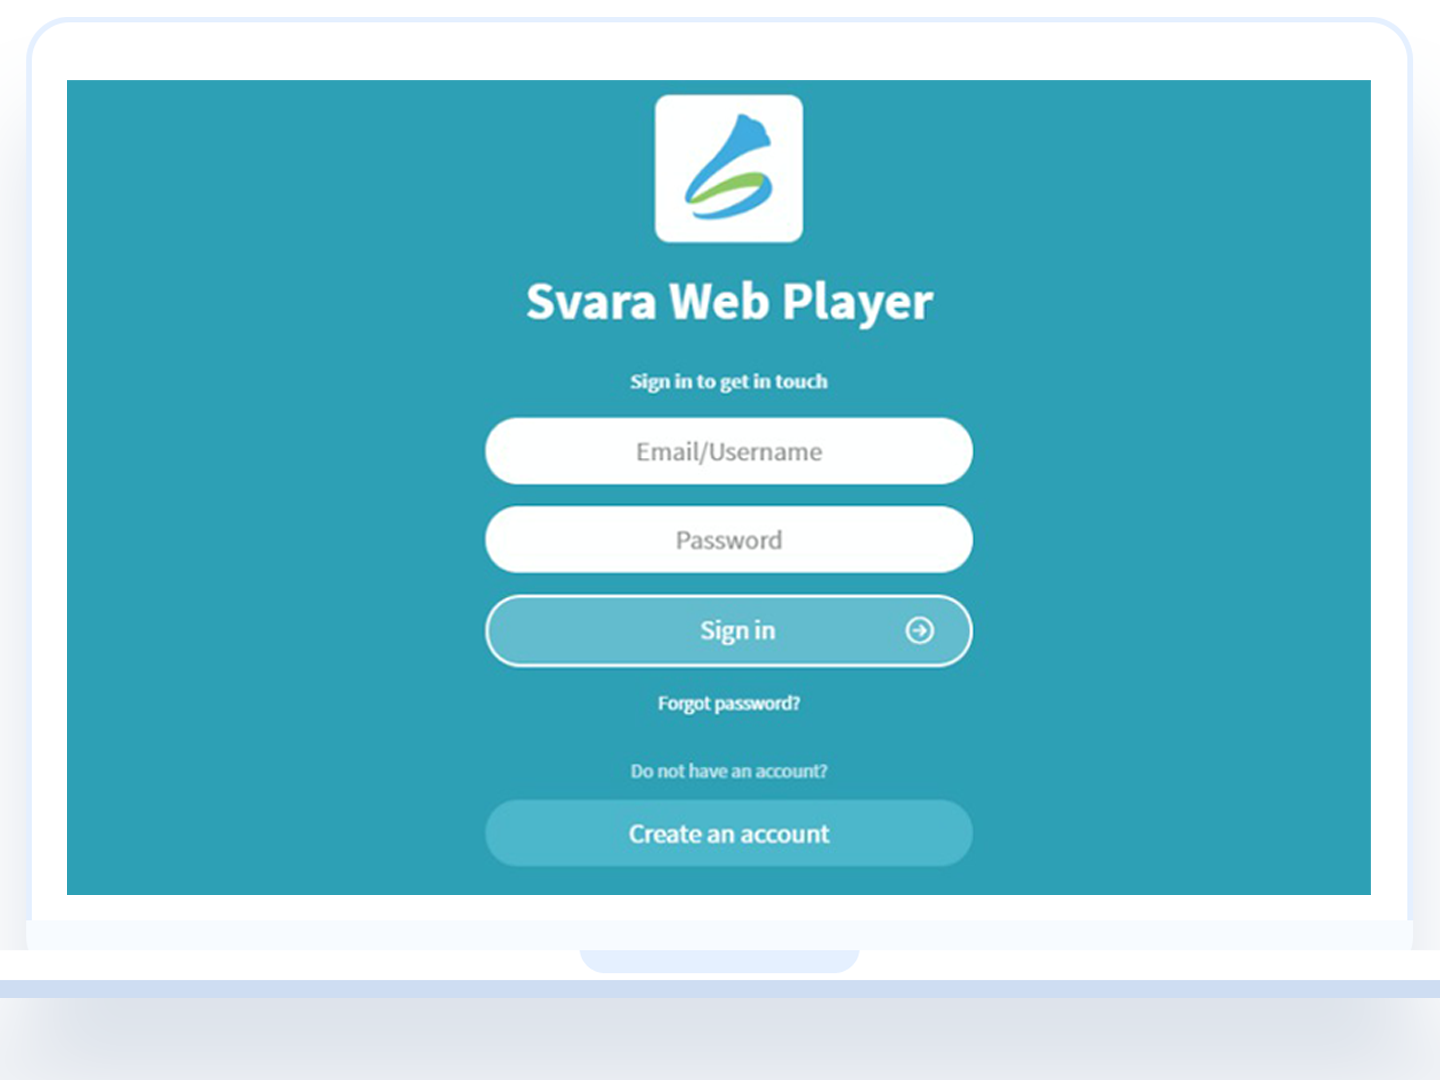 Svara Web Player
Sign in to get in touch
Email/Username
Password
Sign in
Forgot password?
Do not have an account?
Create an account